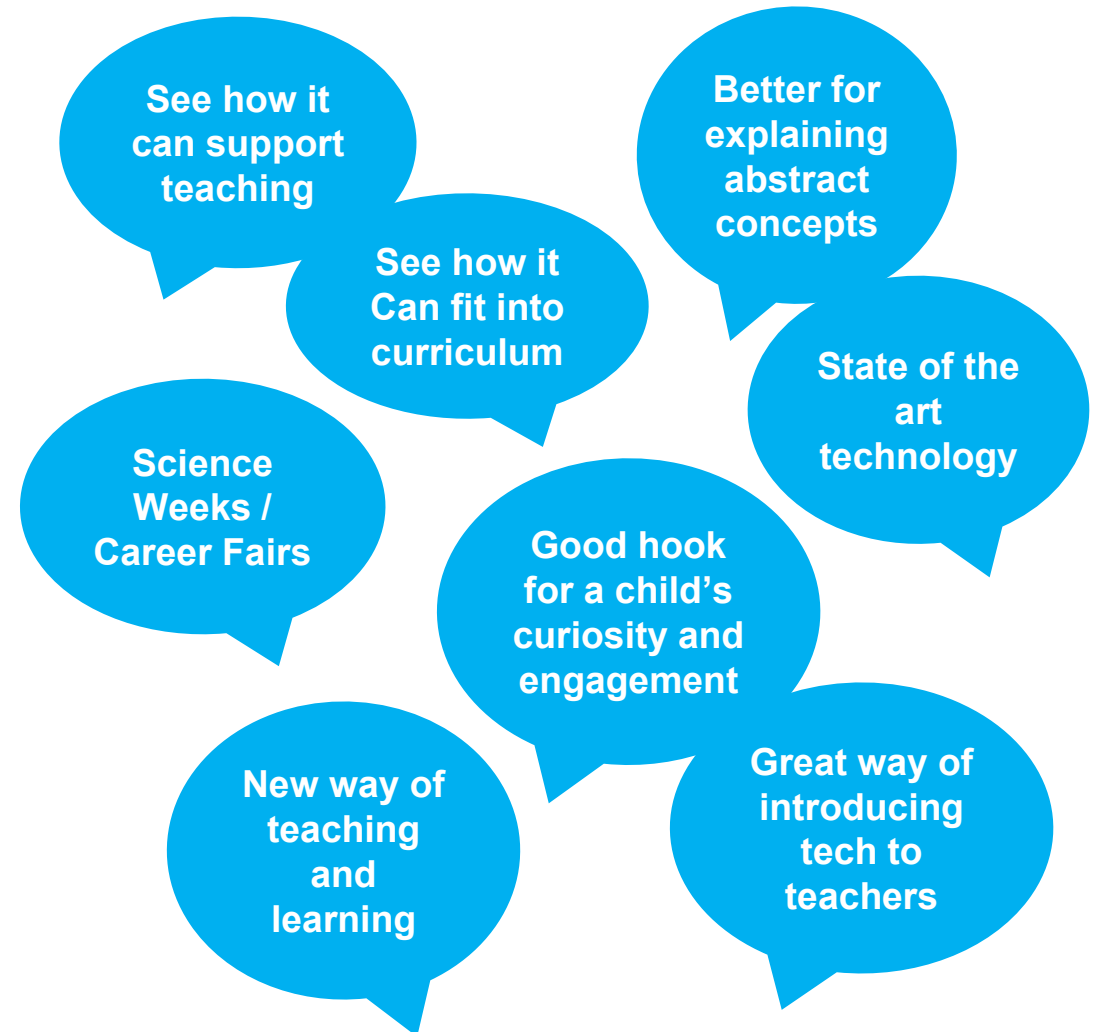 See how it
can support
teaching
Better for
explaining
abstract
concepts
See how it
Can fit into
curriculum
State of the
art
technology
Science
Weeks /
Career Fairs
Good hook
for a child’s
curiosity and
engagement
New way of
teaching
and
learning
Great way of
introducing
tech to
teachers